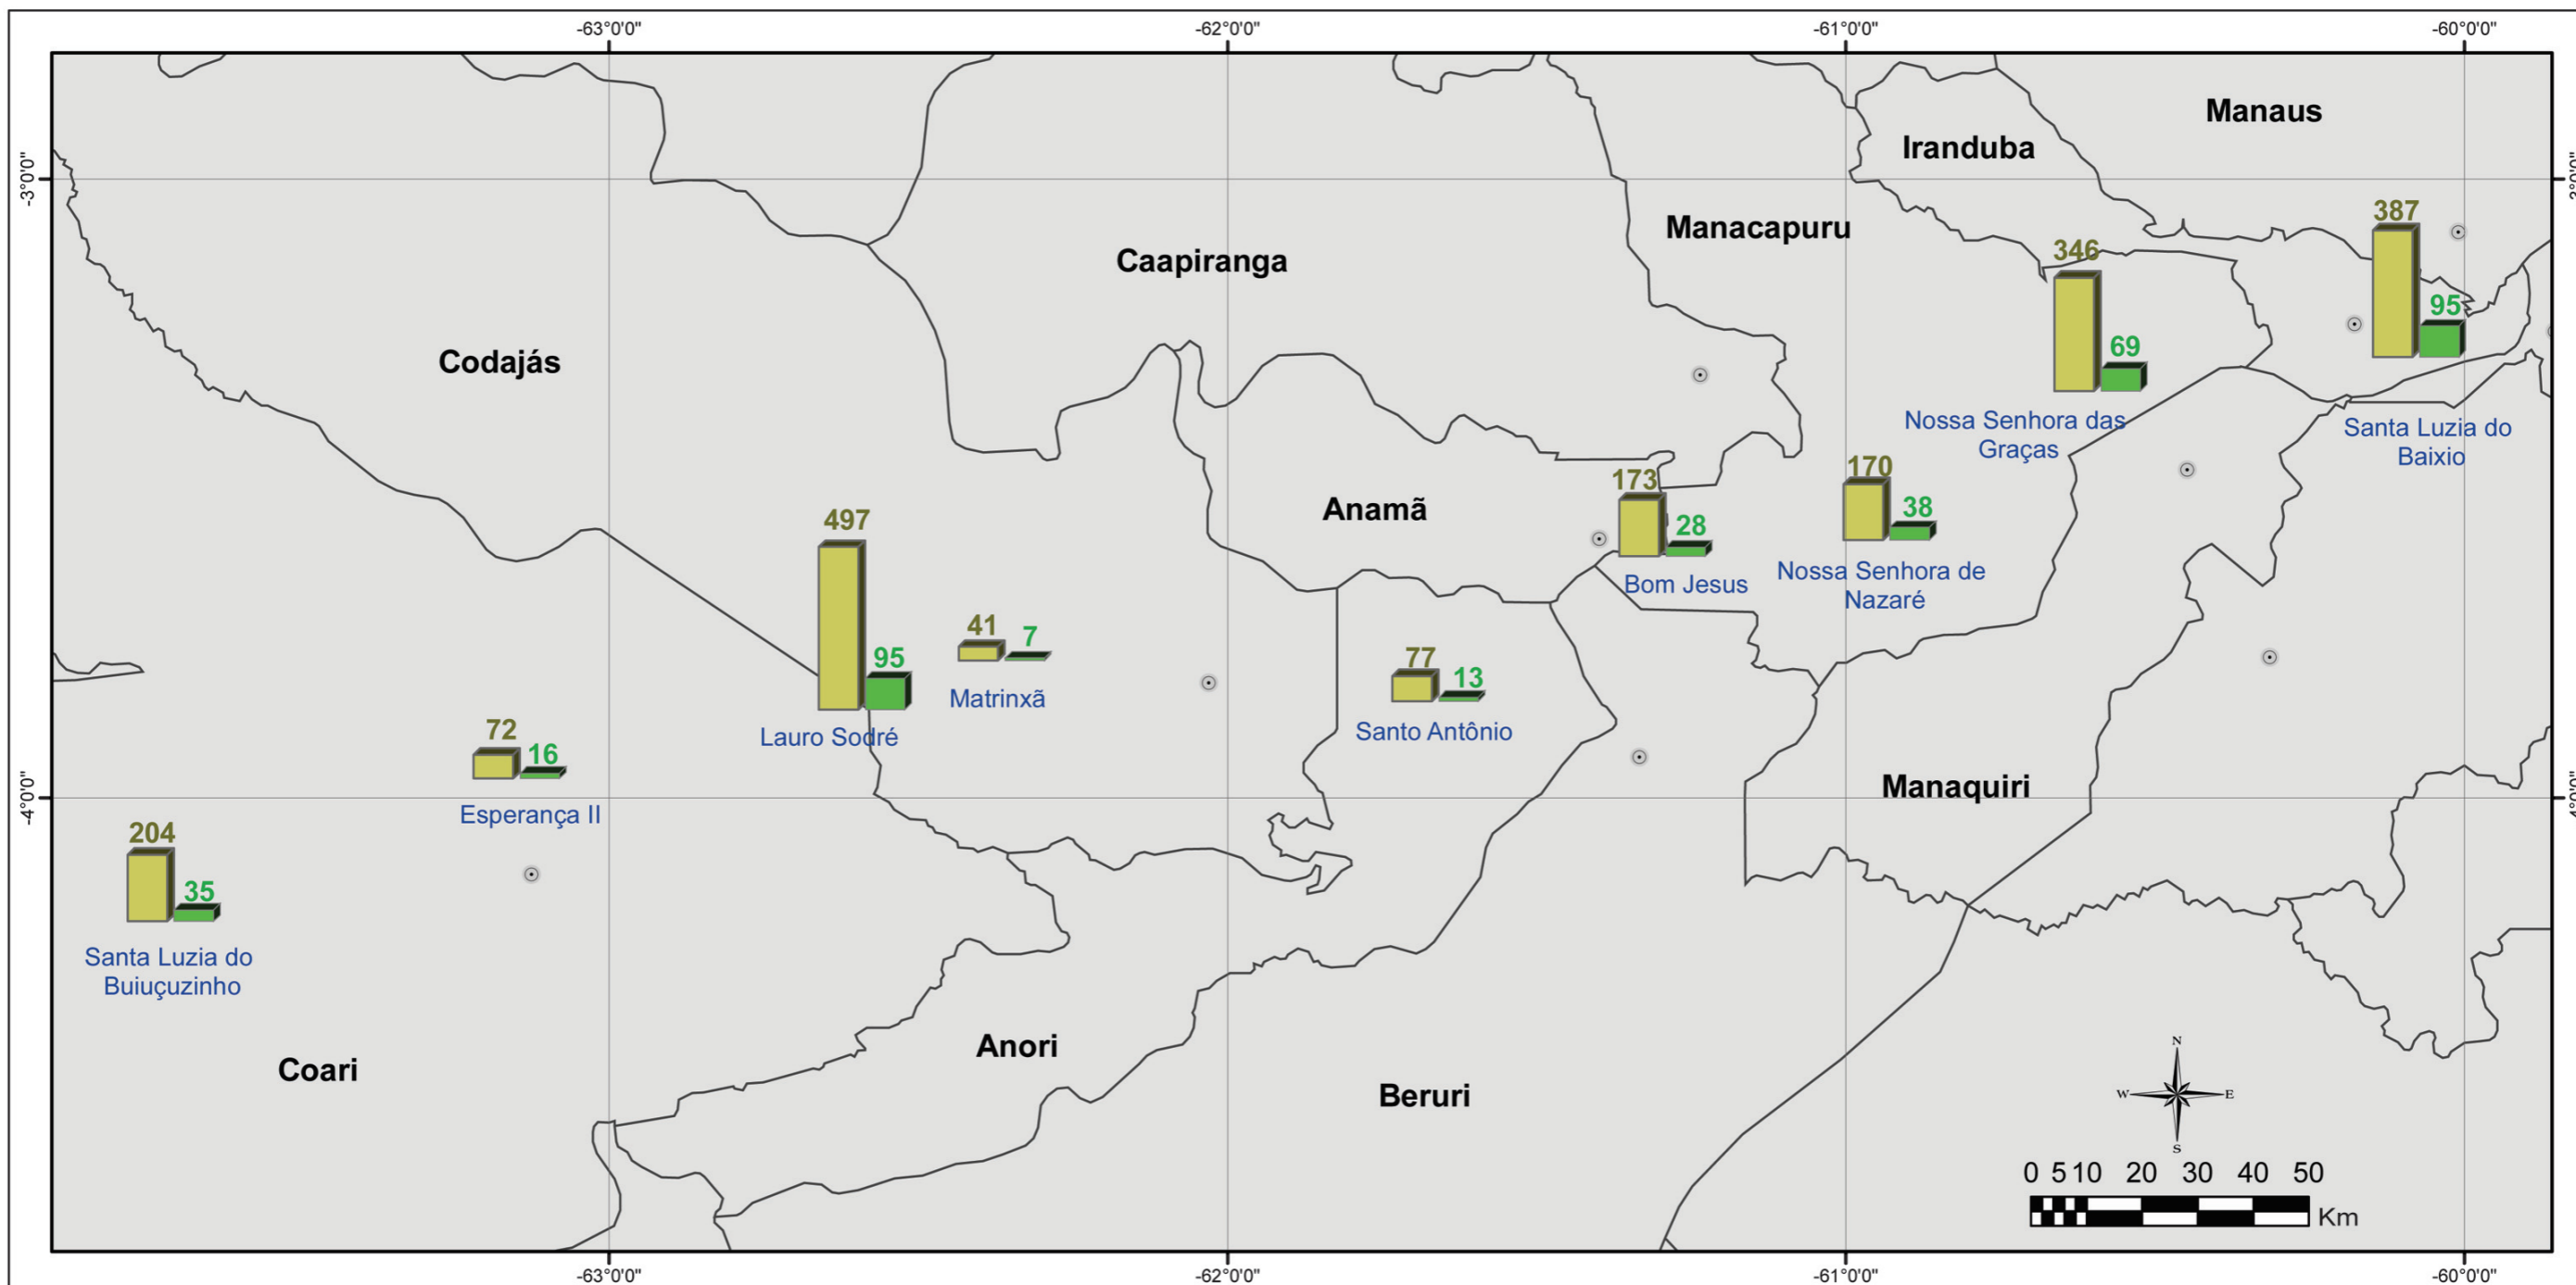 -63°0'0"
-62°0'0"
-61°0'0"
-60°0'0"
Manaus
Iranduba
-3°0'0"
387
Manacapuru
346
Caapiranga
95
69
Codajás
Nossa Senhora das
Graças
Santa Luzia do
Baixio
170
173
38
Anamã
497
28
Nossa Senhora de
Nazaré
Bom Jesus
41
7
95
77
13
Matrinxã
Santo Antônio
Lauro Sodré
72
16
Manaquiri
-4°0'0"
Esperança II
204
35
Santa Luzia do
Buiuçuzinho
Anori
Coari
Beruri
N
W
E
S
0 5 10 20 30 40 50
Km
-63°0'0"
-62°0'0"
-61°0'0"
-60°0'0"